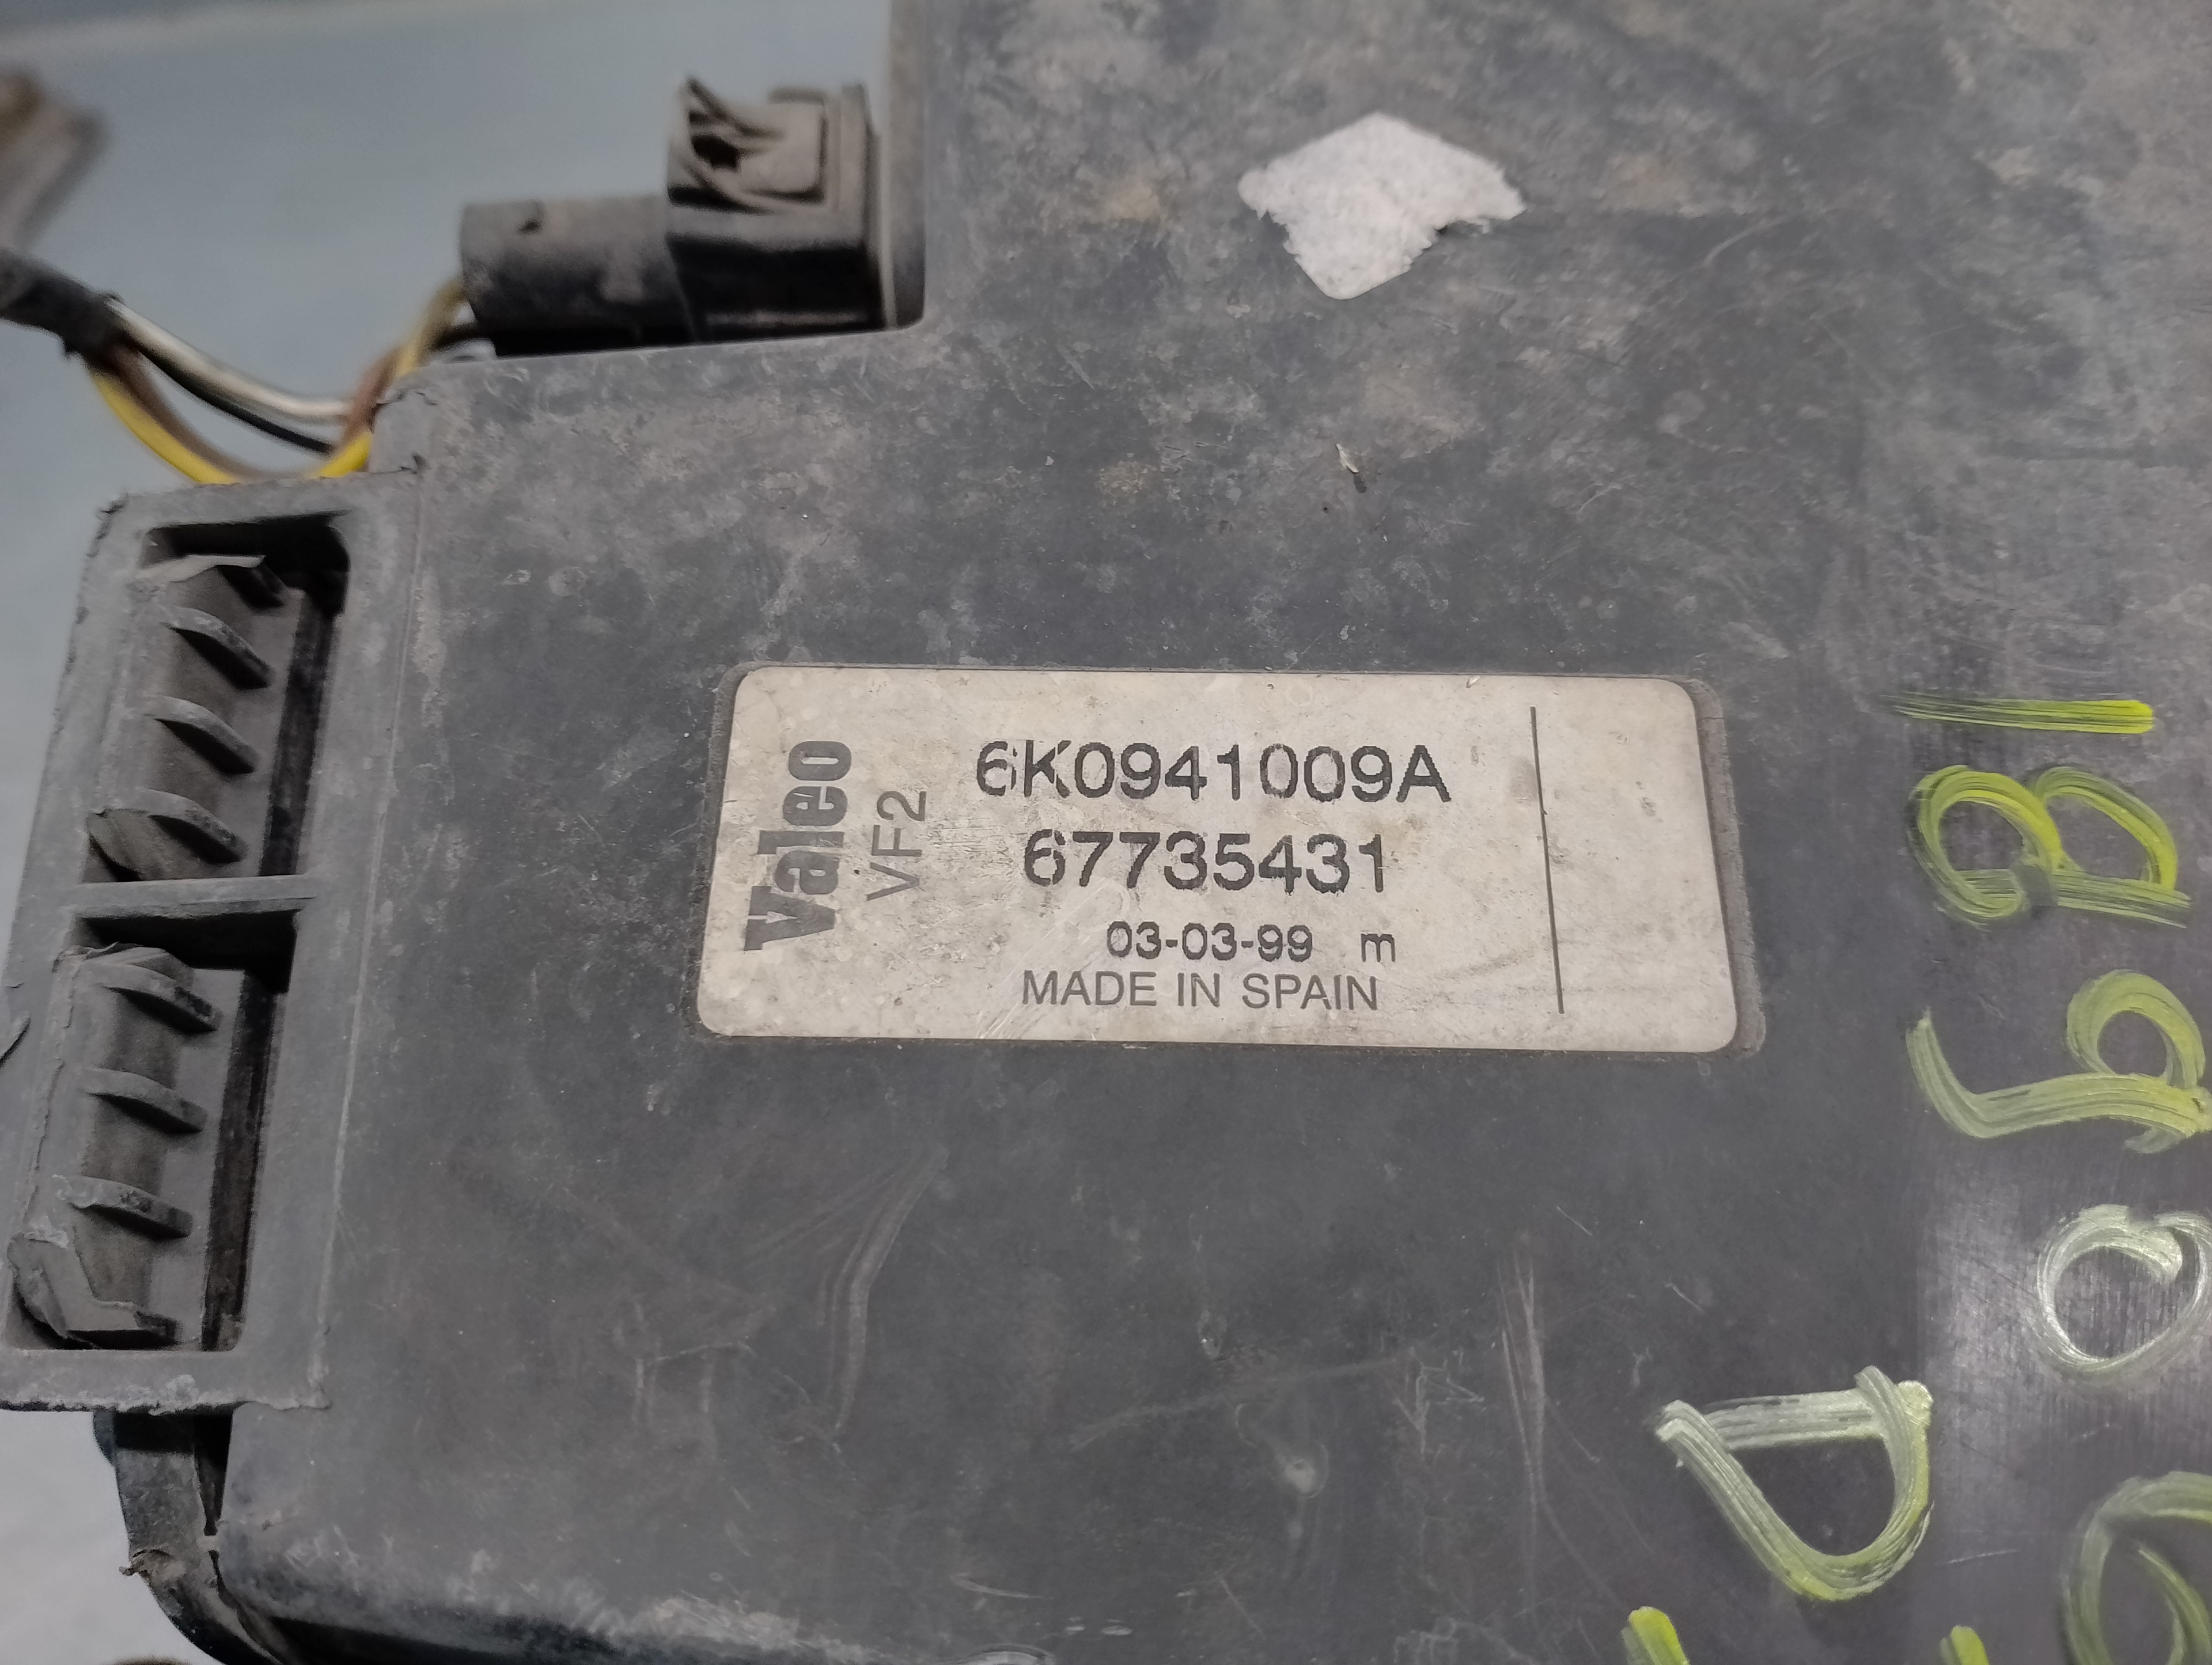 Valeo
VF2
6K0941009A
67735431
03-03-99 m
MADE IN SPAIN